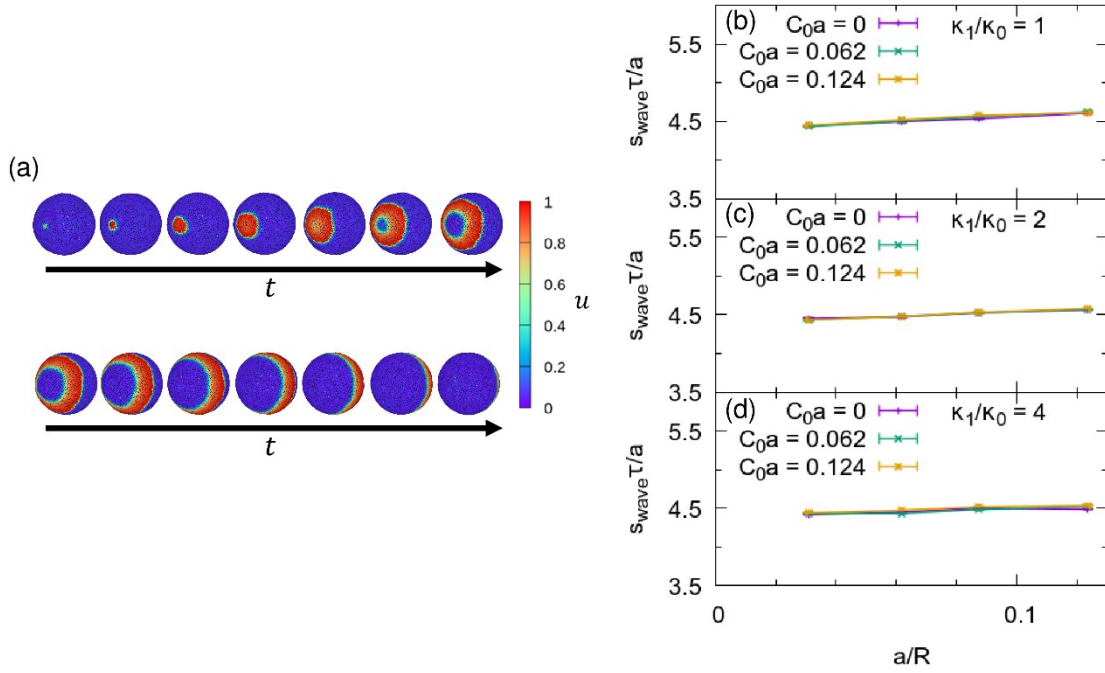 (a)
t
t
1
0.8
0.6
0.4
0.2
0
u
(b)
C₀a = 0
C₀a = 0.062
C₀a = 0.124
κ₁/κ₀ = 1
5.5
4.5
3.5
s_wave τ/a
(c)
C₀a = 0
C₀a = 0.062
C₀a = 0.124
κ₁/κ₀ = 2
5.5
4.5
3.5
s_wave τ/a
(d)
C₀a = 0
C₀a = 0.062
C₀a = 0.124
κ₁/κ₀ = 4
5.5
4.5
3.5
s_wave τ/a
0
0.1
a/R